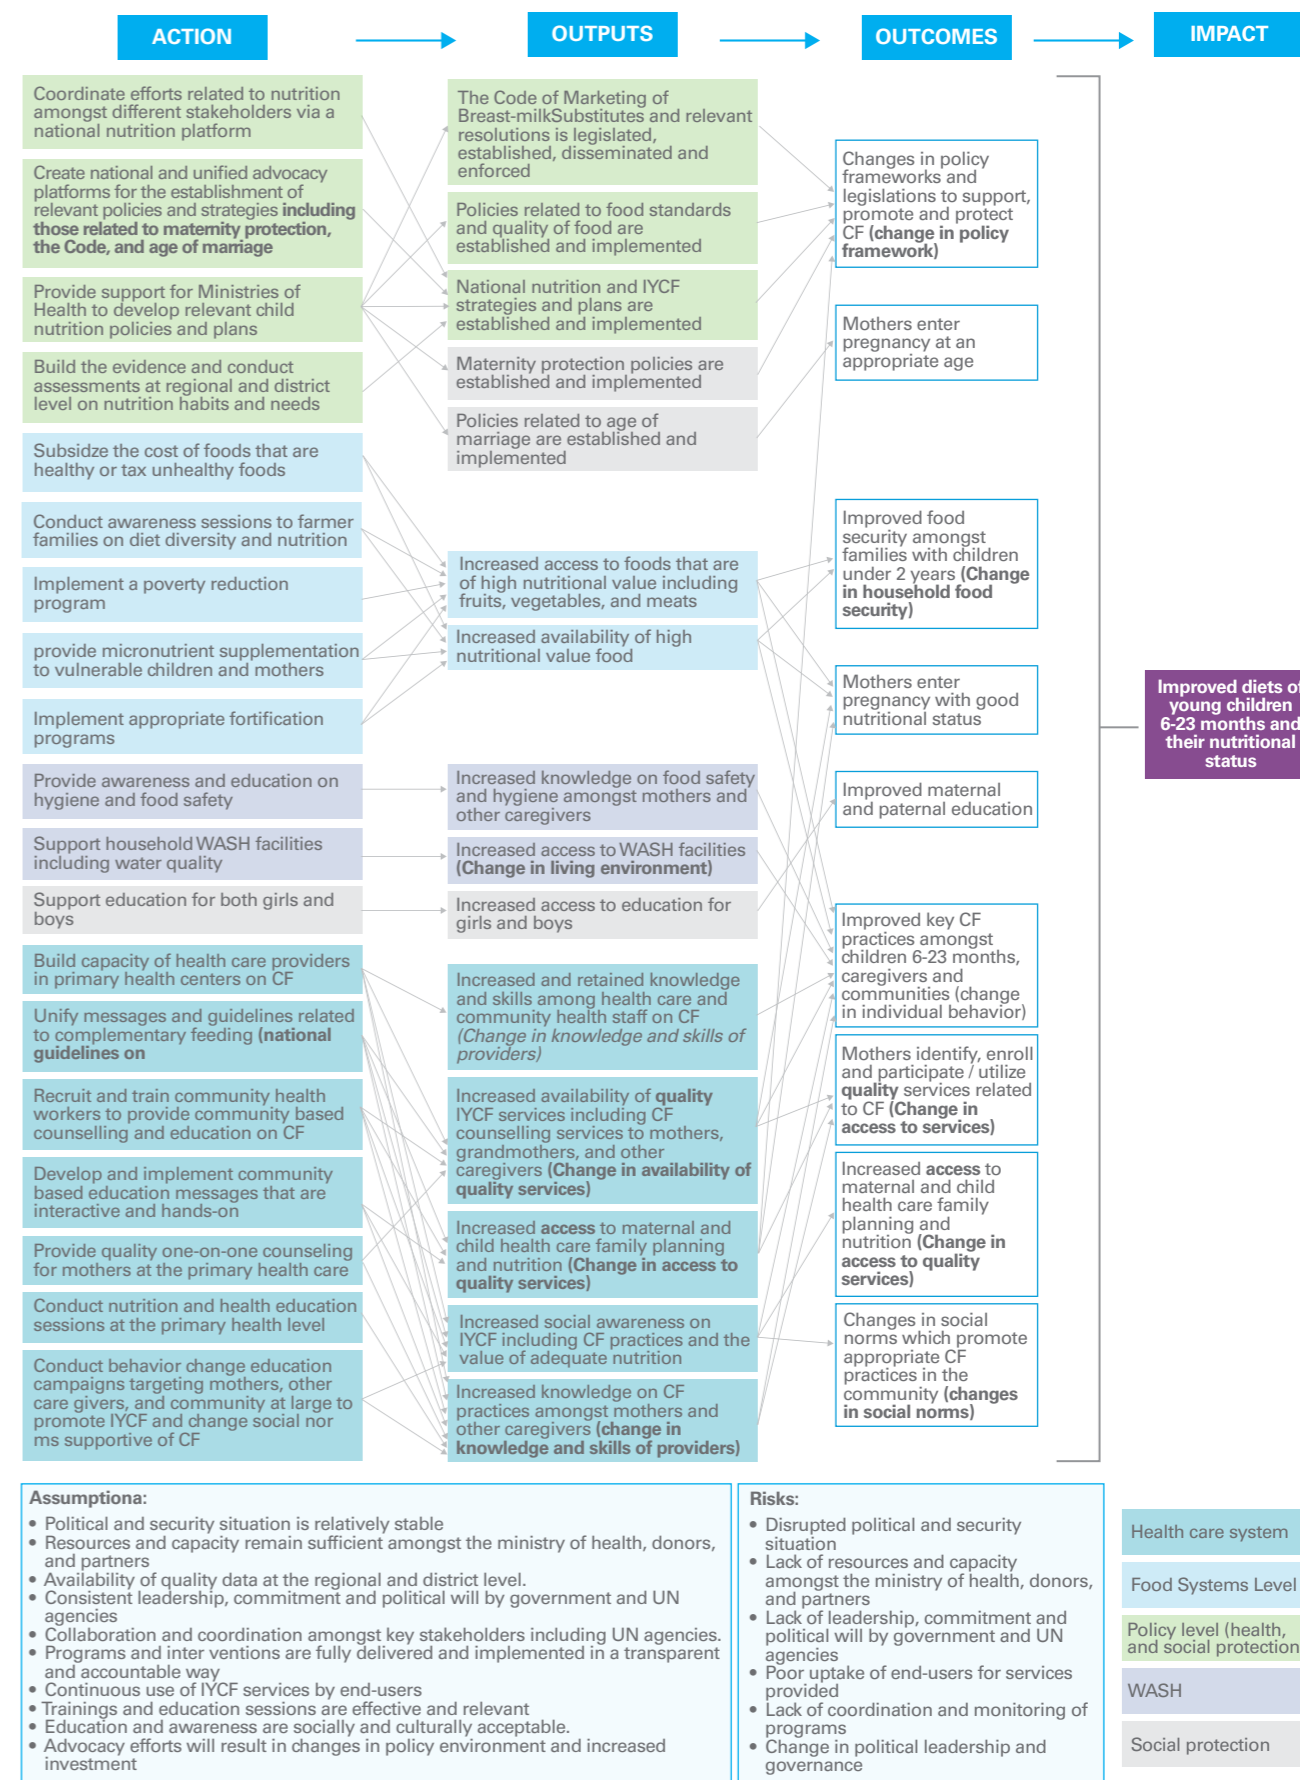 ACTION
OUTPUTS
OUTCOMES
IMPACT
Coordinate efforts related to nutrition
amongst different stakeholders via a
national nutrition platform
Create national and unified advocacy
platforms for the establishment of
relevant policies and strategies including
those related to maternity protection,
the Code, and age of marriage
Provide support for Ministries of
Health to develop relevant child
nutrition policies and plans
Build the evidence and conduct
assessments at regional and district
level on nutrition habits and needs
Subsidze the cost of foods that are
healthy or tax unhealthy foods
Conduct awareness sessions to farmer
families on diet diversity and nutrition
Implement a poverty reduction
program
provide micronutrient supplementation
to vulnerable children and mothers
Implement appropriate fortification
programs
Provide awareness and education on
hygiene and food safety
Support household WASH facilities
including water quality
Support education for both girls and
boys
Build capacity of health care providers
in primary health centers on CF
Unify messages and guidelines related
to complementary feeding (national
guidelines on
Recruit and train community health
workers to provide community based
counselling and education on CF
Develop and implement community
based education messages that are
interactive and hands-on
Provide quality one-on-one counseling
for mothers at the primary health care
Conduct nutrition and health education
sessions at the primary health level
Conduct behavior change education
campaigns targeting mothers, other
care givers, and community at large to
promote IYCF and change social nor
ms supportive of CF
The Code of Marketing of
Breast-milkSubstitutes and relevant
resolutions is legislated,
established, disseminated and
enforced
Policies related to food standards
and quality of food are
established and implemented
National nutrition and IYCF
strategies and plans are
established and implemented
Maternity protection policies are
established and implemented
Policies related to age of
marriage are established and
implemented
Increased access to foods that are
of high nutritional value including
fruits, vegetables, and meats
Increased availability of high
nutritional value food
Increased knowledge on food safety
and hygiene amongst mothers and
other caregivers
Increased access to WASH facilities
(Change in living environment)
Increased access to education for
girls and boys
Increased and retained knowledge
and skills among health care and
community health staff on CF
(Change in knowledge and skills of
providers)
Increased availability of quality
IYCF services including CF
counselling services to mothers,
grandmothers, and other
caregivers (Change in availability of
quality services)
Increased access to maternal and
child health care family planning
and nutrition (Change in access to
quality services)
Increased social awareness on
IYCF including CF practices and the
value of adequate nutrition
Increased knowledge on CF
practices amongst mothers and
other caregivers (change in
knowledge and skills of providers)
Changes in policy
frameworks and
legislations to support,
promote and protect
CF (change in policy
framework)
Mothers enter
pregnancy at an
appropriate age
Improved food
security amongst
families with children
under 2 years (Change
in household food
security)
Mothers enter
pregnancy with good
nutritional status
Improved maternal
and paternal education
Improved key CF
practices amongst
children 6-23 months,
caregivers and
communities (change
in individual behavior)
Mothers identify, enroll
and participate / utilize
quality services related
to CF (Change in
access to services)
Increased access to
maternal and child
health care family
planning and
nutrition (Change in
access to quality
services)
Changes in social
norms which promote
appropriate CF
practices in the
community (changes
in social norms)
Improved diets of
young children
6-23 months and
their nutritional
status
Assumptiona:
• Political and security situation is relatively stable
• Resources and capacity remain sufficient amongst the ministry of health, donors,
and partners
• Availability of quality data at the regional and district level.
• Consistent leadership, commitment and political will by government and UN
agencies
• Collaboration and coordination amongst key stakeholders including UN agencies.
• Programs and inter ventions are fully delivered and implemented in a transparent
and accountable way
• Continuous use of IYCF services by end-users
• Trainings and education sessions are effective and relevant
• Education and awareness are socially and culturally acceptable.
• Advocacy efforts will result in changes in policy environment and increased
investment
Risks:
• Disrupted political and security
situation
• Lack of resources and capacity
amongst the ministry of health, donors,
and partners
• Lack of leadership, commitment and
political will by government and UN
agencies
• Poor uptake of end-users for services
provided
• Lack of coordination and monitoring of
programs
• Change in political leadership and
governance
Health care system
Food Systems Level
Policy level (health,
and social protection
WASH
Social protection